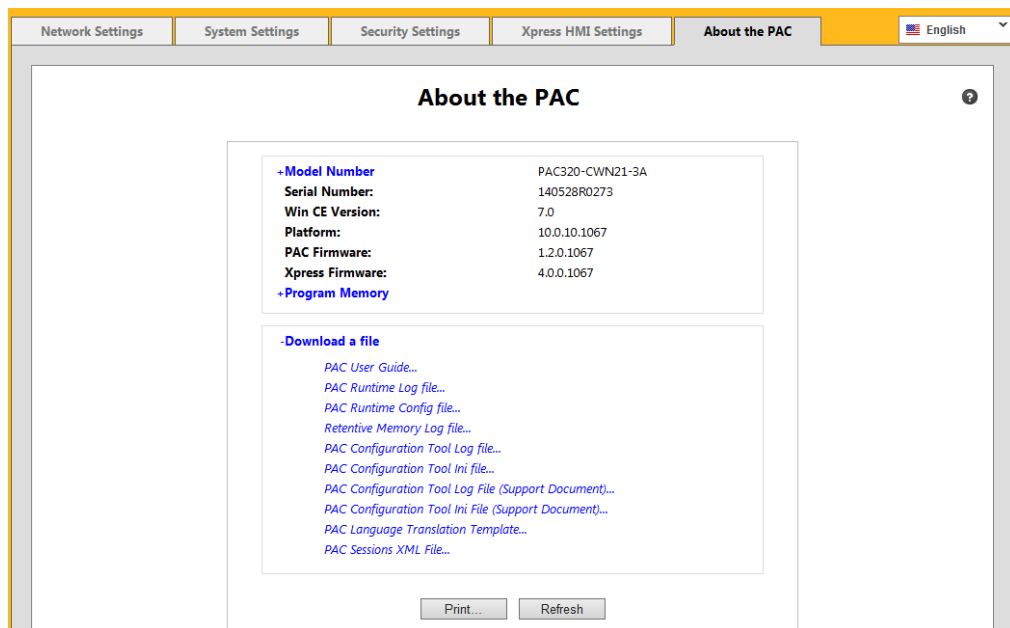 Network Settings System Settings Security Settings Xpress HMI Settings About the PAC English
About the PAC ?
+Model Number PAC320-CWN21-3A
Serial Number: 140528R0273
Win CE Version: 7.0
Platform: 10.0.10.1067
PAC Firmware: 1.2.0.1067
Xpress Firmware: 4.0.0.1067
+Program Memory
-Download a file
PAC User Guide...
PAC Runtime Log file...
PAC Runtime Config file...
Retentive Memory Log file...
PAC Configuration Tool Log file...
PAC Configuration Tool Ini file...
PAC Configuration Tool Log File (Support Document)...
PAC Configuration Tool Ini File (Support Document)...
PAC Language Translation Template...
PAC Sessions XML File...
Print... Refresh